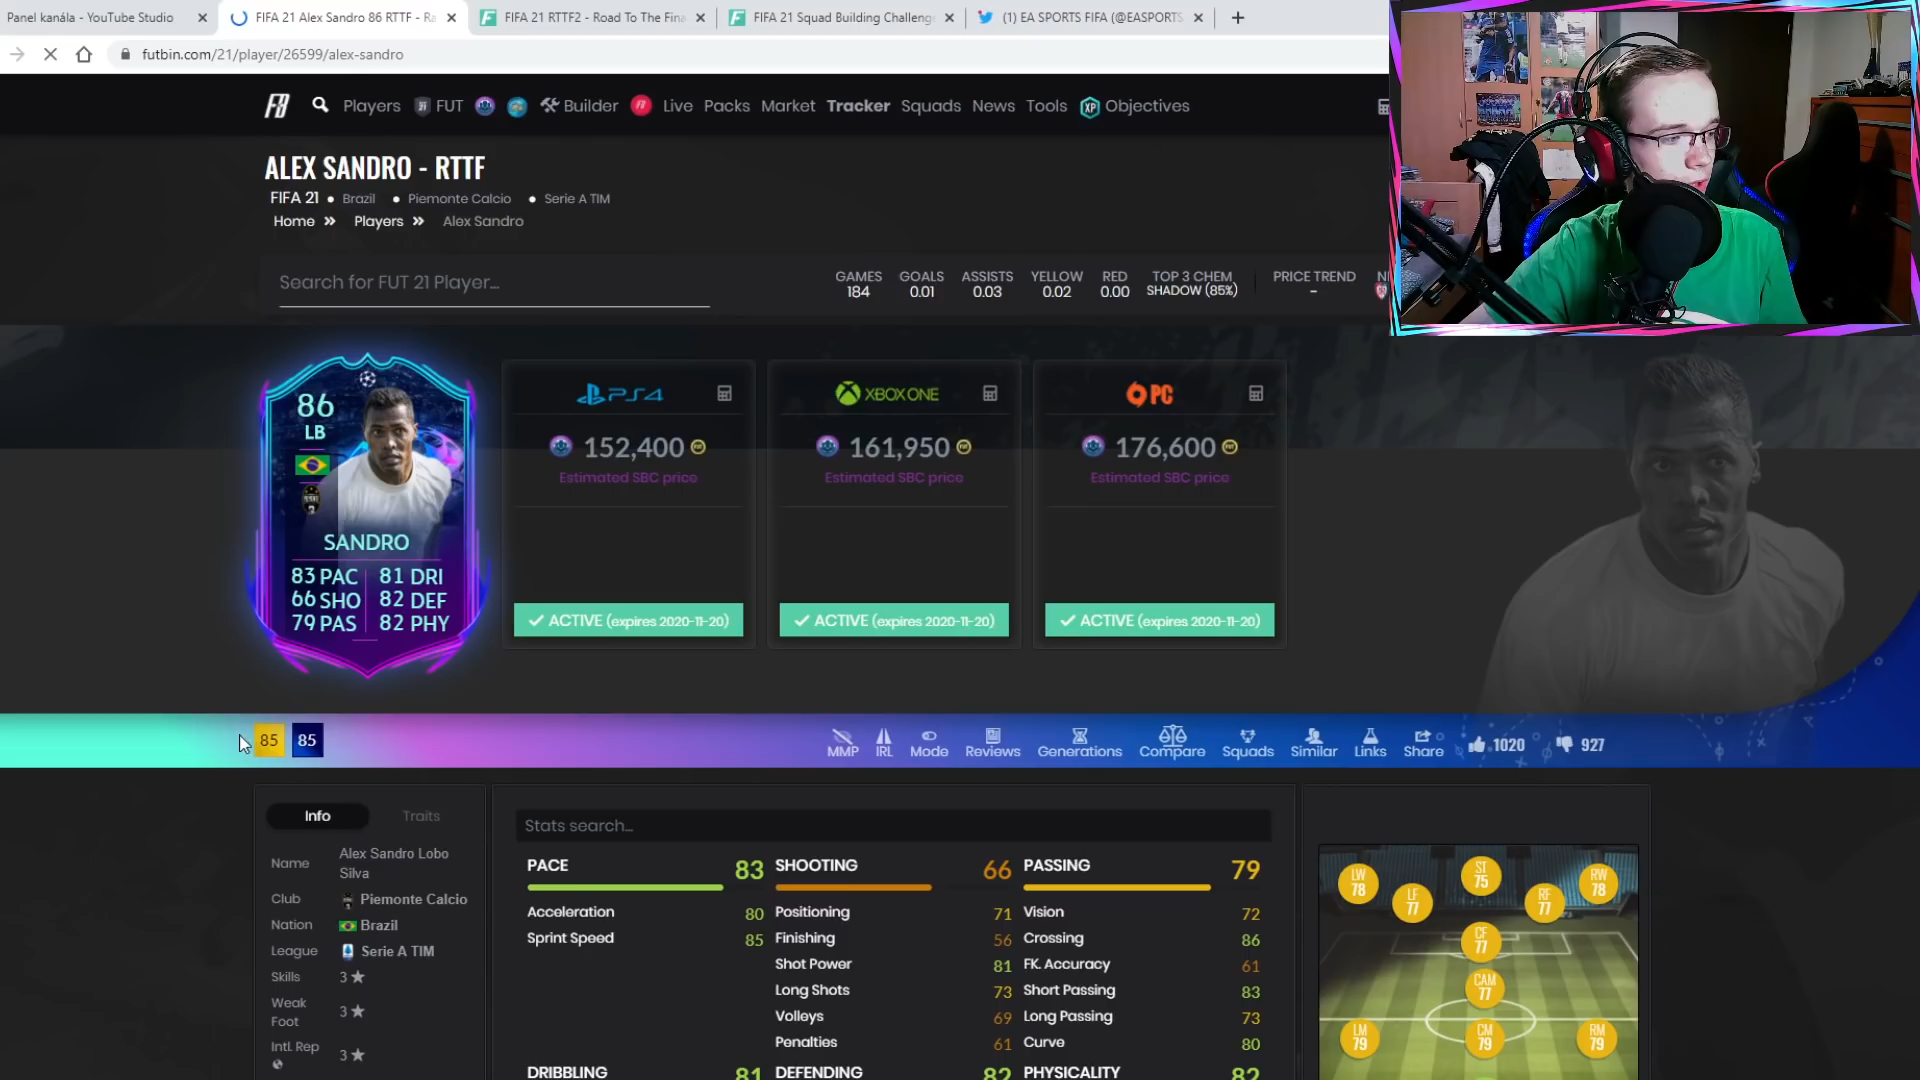 Panel kanála - YouTube Studio
FIFA 21 Alex Sandro 86 RTTF - Ra
FIFA 21 RTTF2 - Road To The Fina
FIFA 21 Squad Building Challenge
(1) EA SPORTS FIFA (@EASPORTS
futbin.com/21/player/26599/alex-sandro
Players FUT Builder Live Packs Market Tracker Squads News Tools XP Objectives
ALEX SANDRO - RTTF
FIFA 21 • Brazil • Piemonte Calcio • Serie A TIM
Home » Players » Alex Sandro
Search for FUT 21 Player...
GAMES GOALS ASSISTS YELLOW RED TOP 3 CHEM PRICE TREND
184 0.01 0.03 0.02 0.00 SHADOW (85%) -
86
LB
SANDRO
83 PAC 81 DRI
66 SHO 82 DEF
79 PAS 82 PHY
PS4 XBOX ONE PC
152,400 161,950 176,600
Estimated SBC price Estimated SBC price Estimated SBC price
ACTIVE (expires 2020-11-20) ACTIVE (expires 2020-11-20) ACTIVE (expires 2020-11-20)
85 85
MMP IRL Mode Reviews Generations Compare Squads Similar Links Share 1020 927
Info Traits
Name Alex Sandro Lobo Silva
Club Piemonte Calcio
Nation Brazil
League Serie A TIM
Skills 3 ★
Weak Foot 3 ★
Intl. Rep 3 ★
Stats search...
PACE 83
Acceleration 80
Sprint Speed 85
SHOOTING 66
Positioning 71
Finishing 56
Shot Power 81
Long Shots 73
Volleys 69
Penalties 61
PASSING 79
Vision 72
Crossing 86
FK. Accuracy 61
Short Passing 83
Long Passing 73
Curve 80
DRIBBLING 81 DEFENDING 82 PHYSICALITY 82
LW 78
LF 77
ST 75
RF 77
RW 78
CF 77
CAM 77
LM 79
CM 79
RM 79